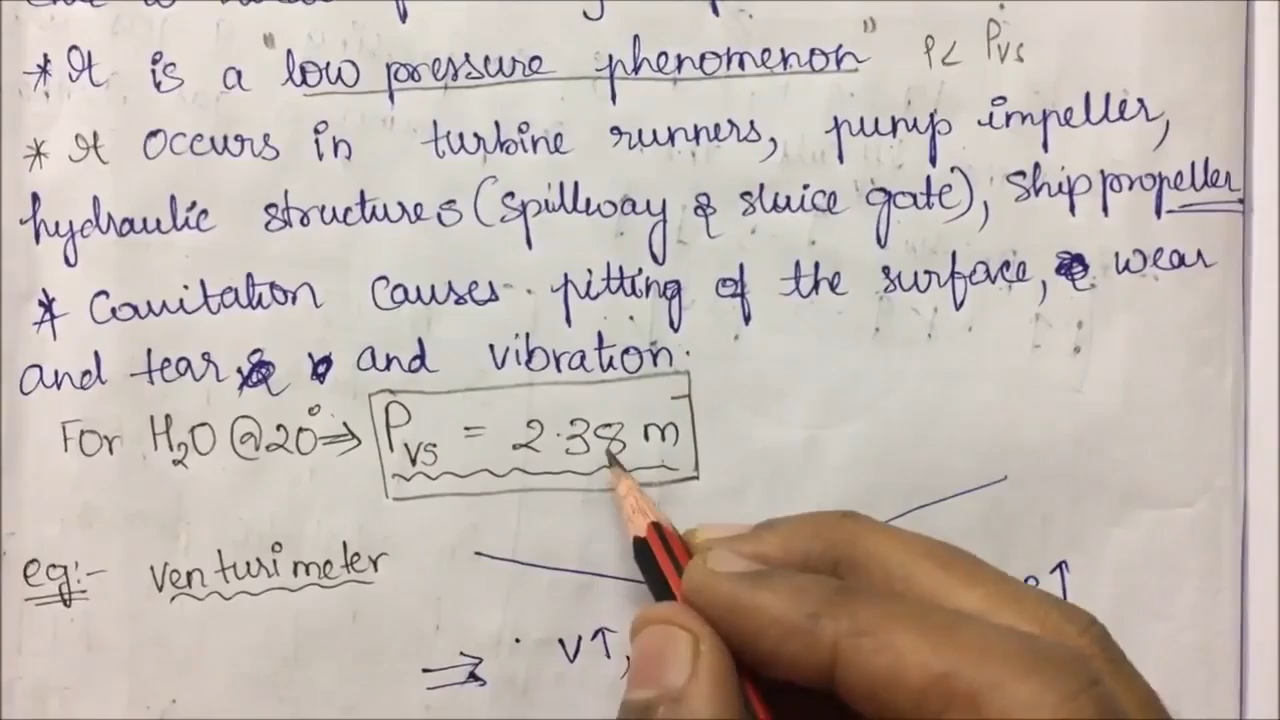 * It is a "low pressure phenomenon" P< Pvs
* It occurs in turbine runners, pump impeller,
hydraulic structures (spillway & sluice gate), ship propeller
* Cavitation causes pitting of the surface, wear
and tear and vibration.
For H₂O @20° ⇒ Pvs = 2.38 m
eg:- venturimeter
⇒ V↑,